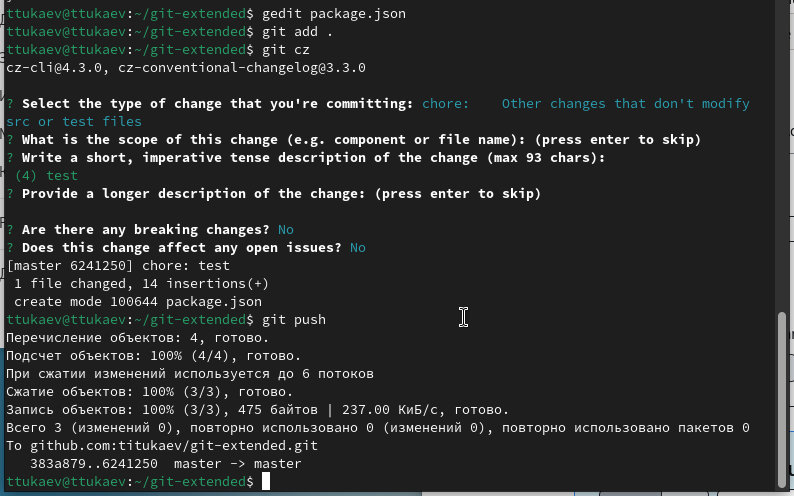 ttukaev@ttukaev:~/git-extended$ gedit package.json
ttukaev@ttukaev:~/git-extended$ git add .
ttukaev@ttukaev:~/git-extended$ git cz
cz-cli@4.3.0, cz-conventional-changelog@3.3.0
? Select the type of change that you're committing: chore:    Other changes that don't modify
src or test files
? What is the scope of this change (e.g. component or file name): (press enter to skip)
? Write a short, imperative tense description of the change (max 93 chars):
 (4) test
? Provide a longer description of the change: (press enter to skip)
? Are there any breaking changes? No
? Does this change affect any open issues? No
[master 6241250] chore: test
 1 file changed, 14 insertions(+)
 create mode 100644 package.json
ttukaev@ttukaev:~/git-extended$ git push
Перечисление объектов: 4, готово.
Подсчет объектов: 100% (4/4), готово.
При сжатии изменений используется до 6 потоков
Сжатие объектов: 100% (3/3), готово.
Запись объектов: 100% (3/3), 475 байтов | 237.00 КиБ/с, готово.
Всего 3 (изменений 0), повторно использовано 0 (изменений 0), повторно использовано пакетов 0
To github.com:titukaev/git-extended.git
   383a879..6241250  master -> master
ttukaev@ttukaev:~/git-extended$